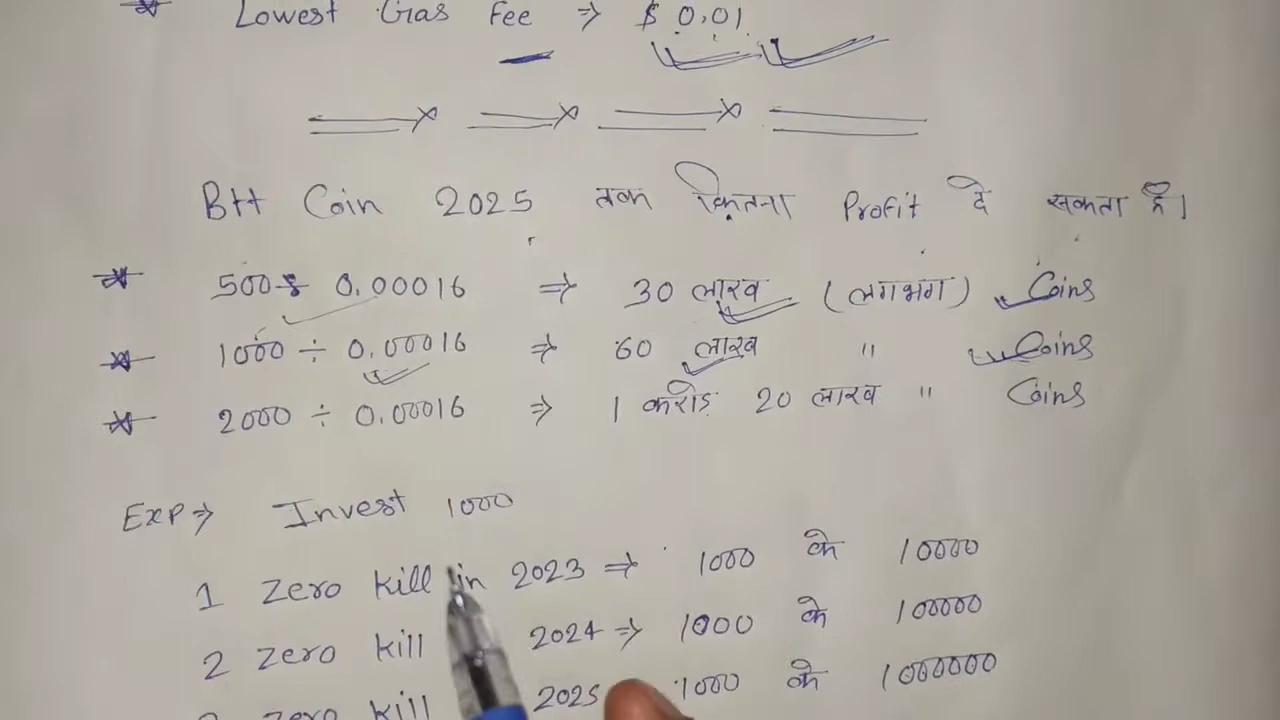 * Lowest Gas Fee ⇒ $ 0.01
Btt Coin 2025 तक कितना Profit दे सकता है।
* 500 ÷ 0.00016 ⇒ 30 लाख (लगभग) Coins
* 1000 ÷ 0.00016 ⇒ 60 लाख " Coins
* 2000 ÷ 0.00016 ⇒ 1 करोड़ 20 लाख " Coins
Exp ⇒ Invest 1000
1 Zero kill in 2023 ⇒ 1000 के 10000
2 Zero kill 2024 ⇒ 1000 के 100000
zero kill 2025 1000 के 1000000